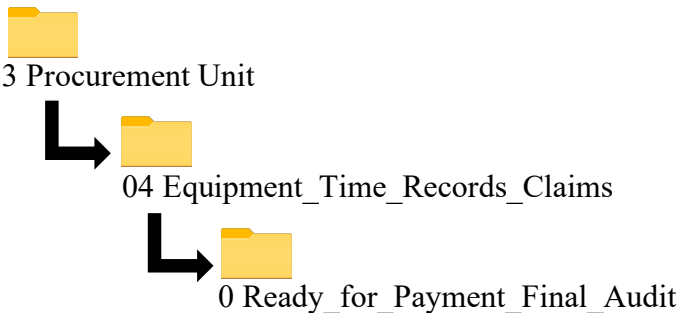 3 Procurement Unit
04 Equipment_Time_Records_Claims
0 Ready_for_Payment_Final_Audit